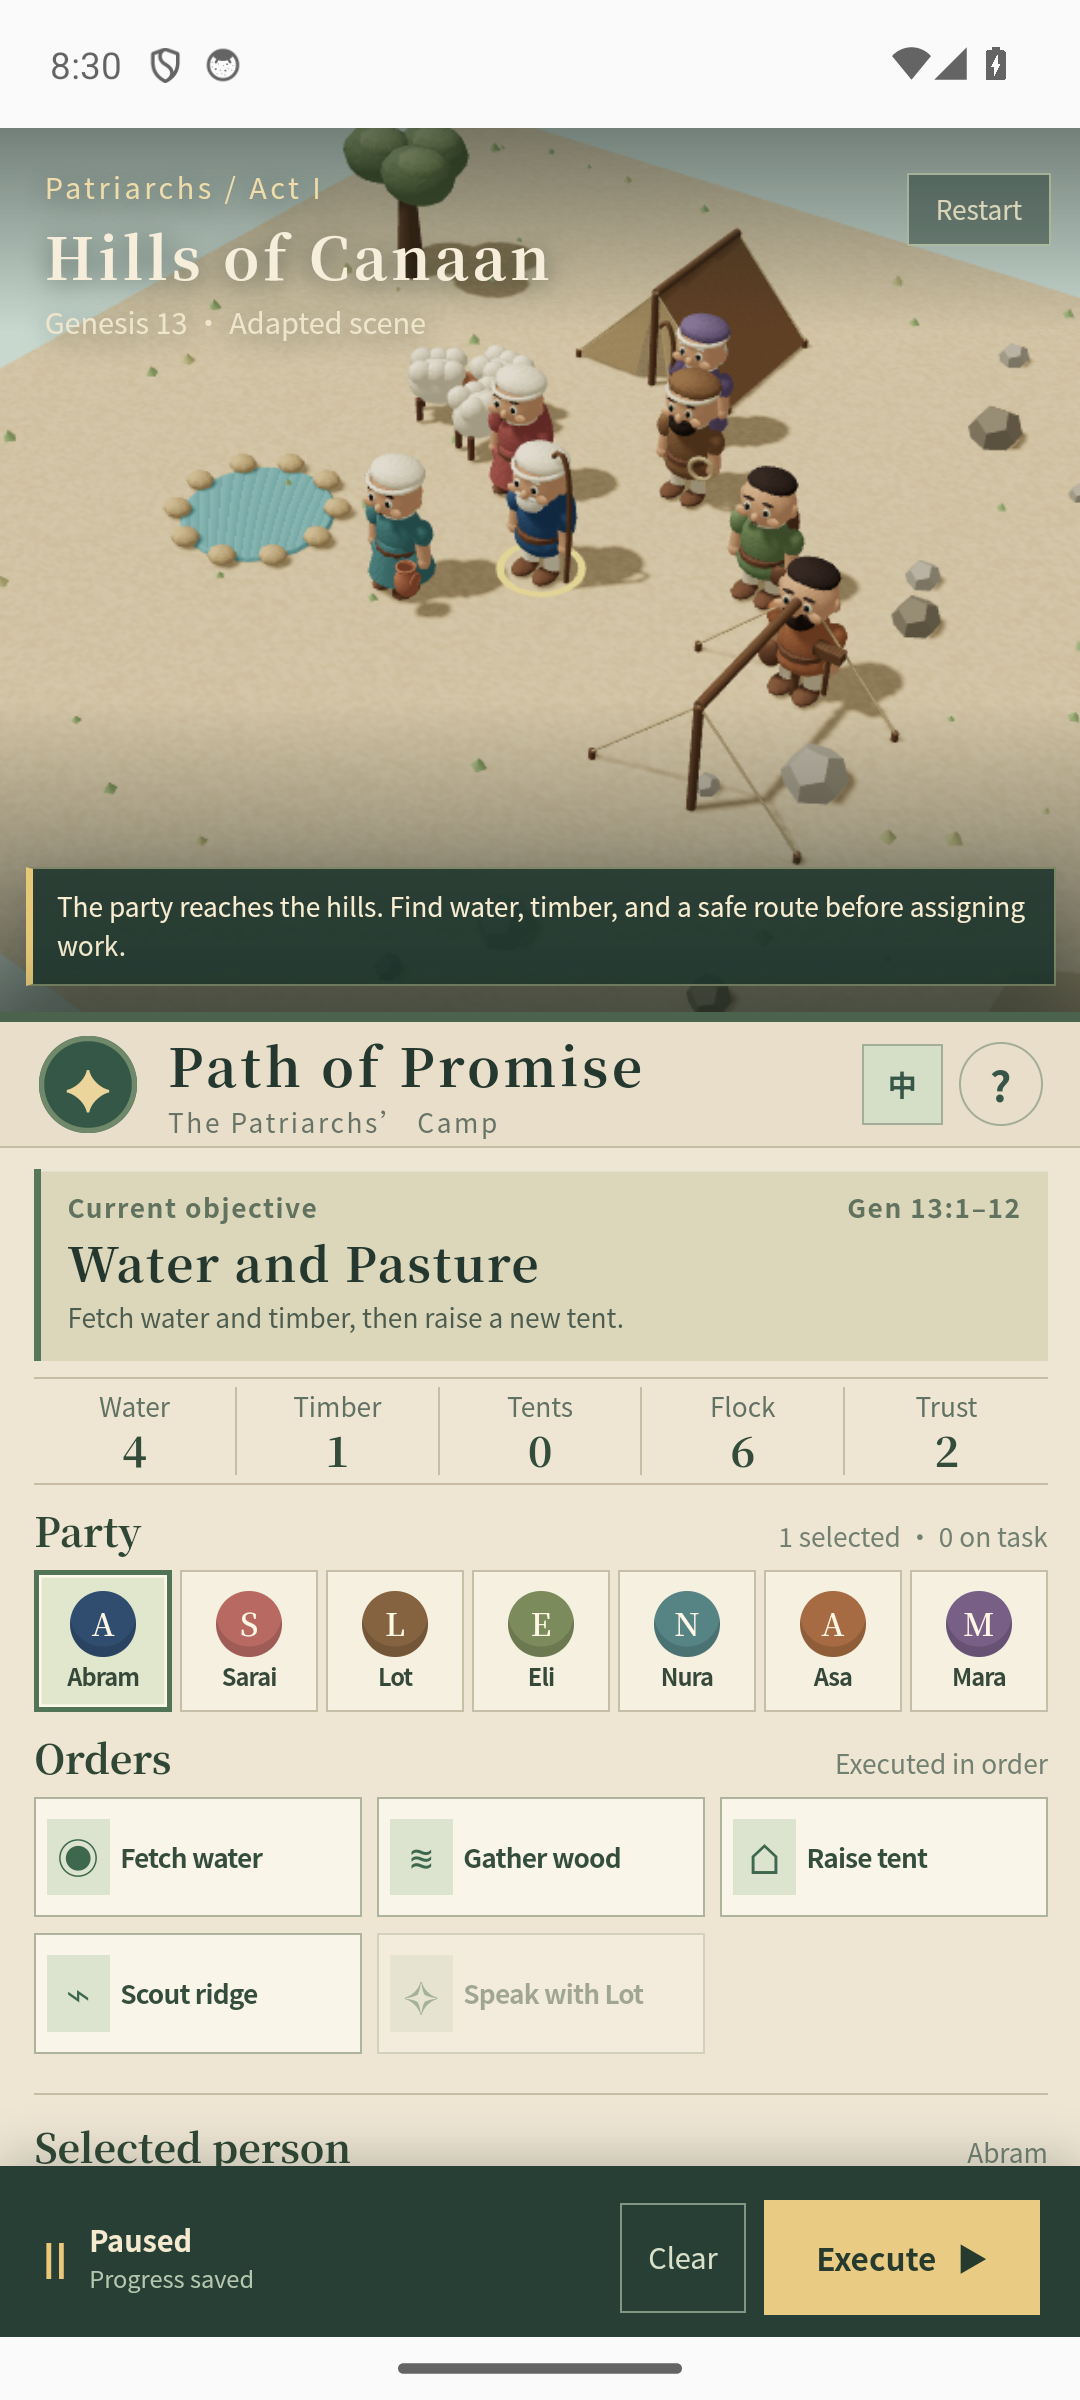 8:30
Patriarchs / Act I
Restart
Hills of Canaan
Genesis 13 • Adapted scene
The party reaches the hills. Find water, timber, and a safe route before assigning
work.
Path of Promise
The Patriarchs’ Camp
中
?
Current objective
Gen 13:1–12
Water and Pasture
Fetch water and timber, then raise a new tent.
Water
Timber
Tents
Flock
Trust
4
1
0
6
2
Party
1 selected • 0 on task
A
S
L
E
N
A
M
Abram
Sarai
Lot
Eli
Nura
Asa
Mara
Orders
Executed in order
Fetch water
Gather wood
Raise tent
Scout ridge
Speak with Lot
Selected person
Abram
Paused
Progress saved
Clear
Execute